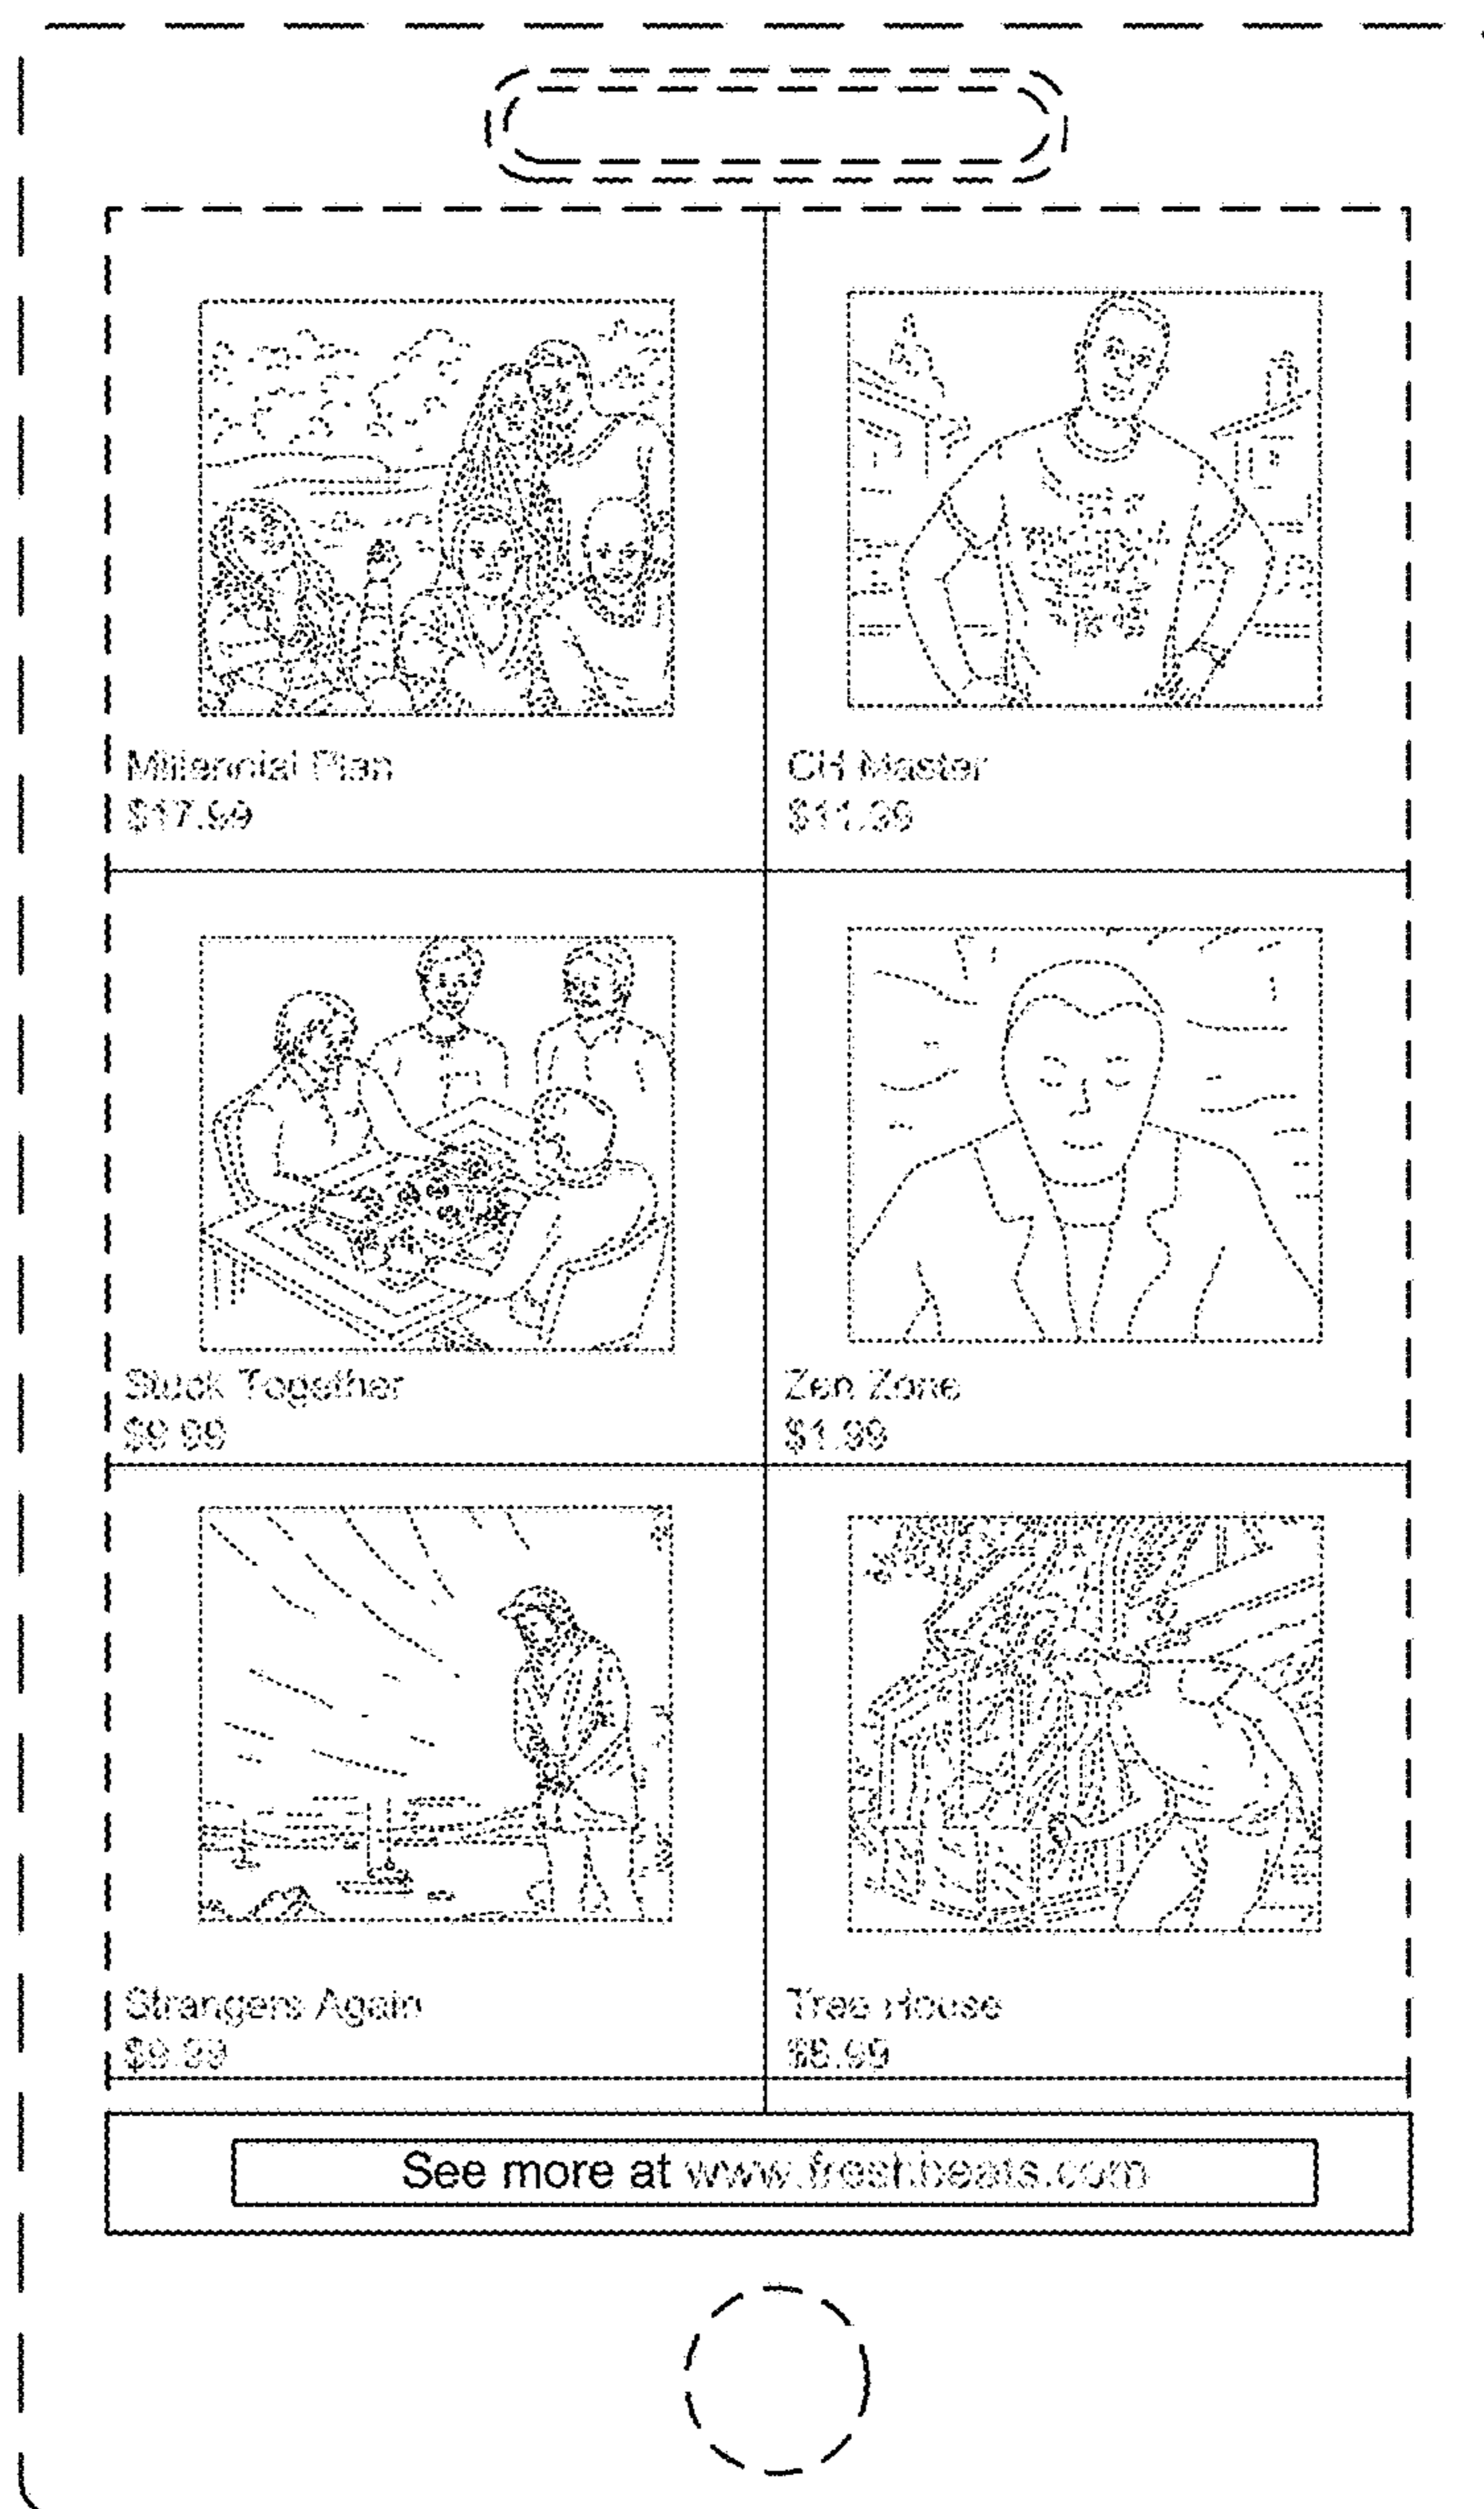 Millennial Plan
$17.99
CH Master
Stuck Together
$9.99
Zen Zone
$1.99
Strangers Again
$9.99
Tree House
See more at www.freshbeats.com